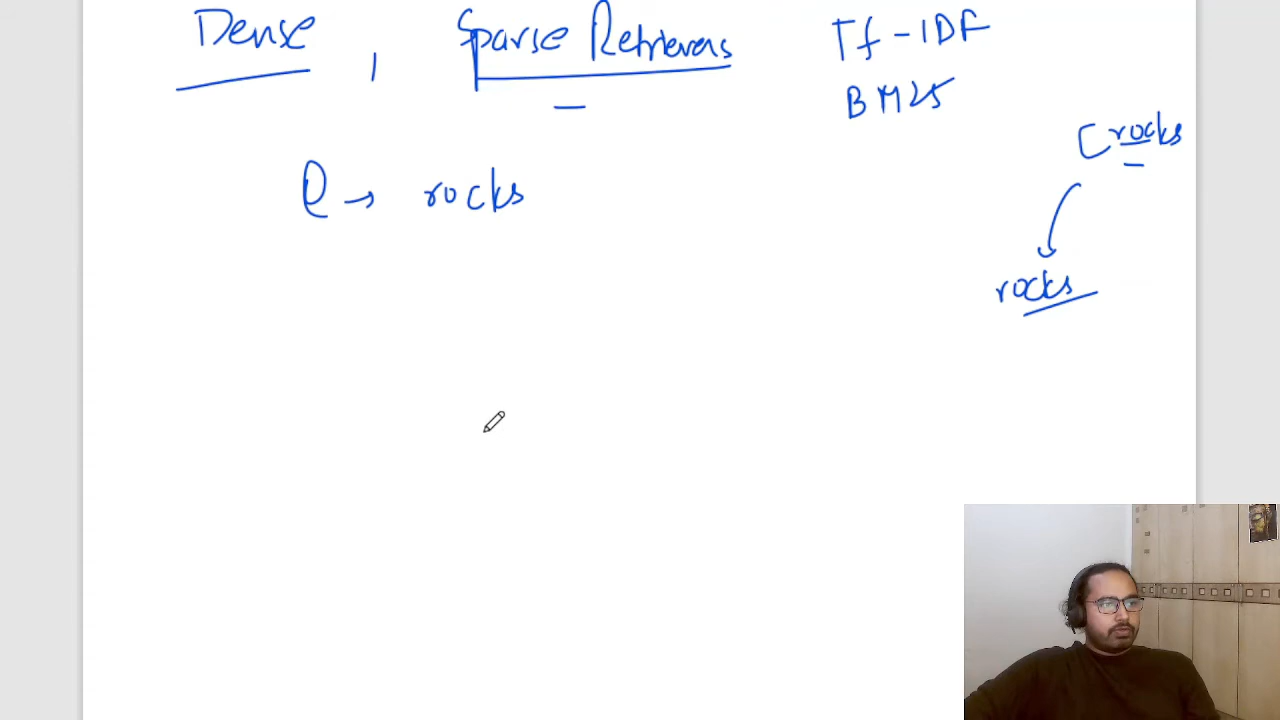 Dense , Sparse Retrievers Tf-IDF
BM25
Crocks
Q → rocks
rocks